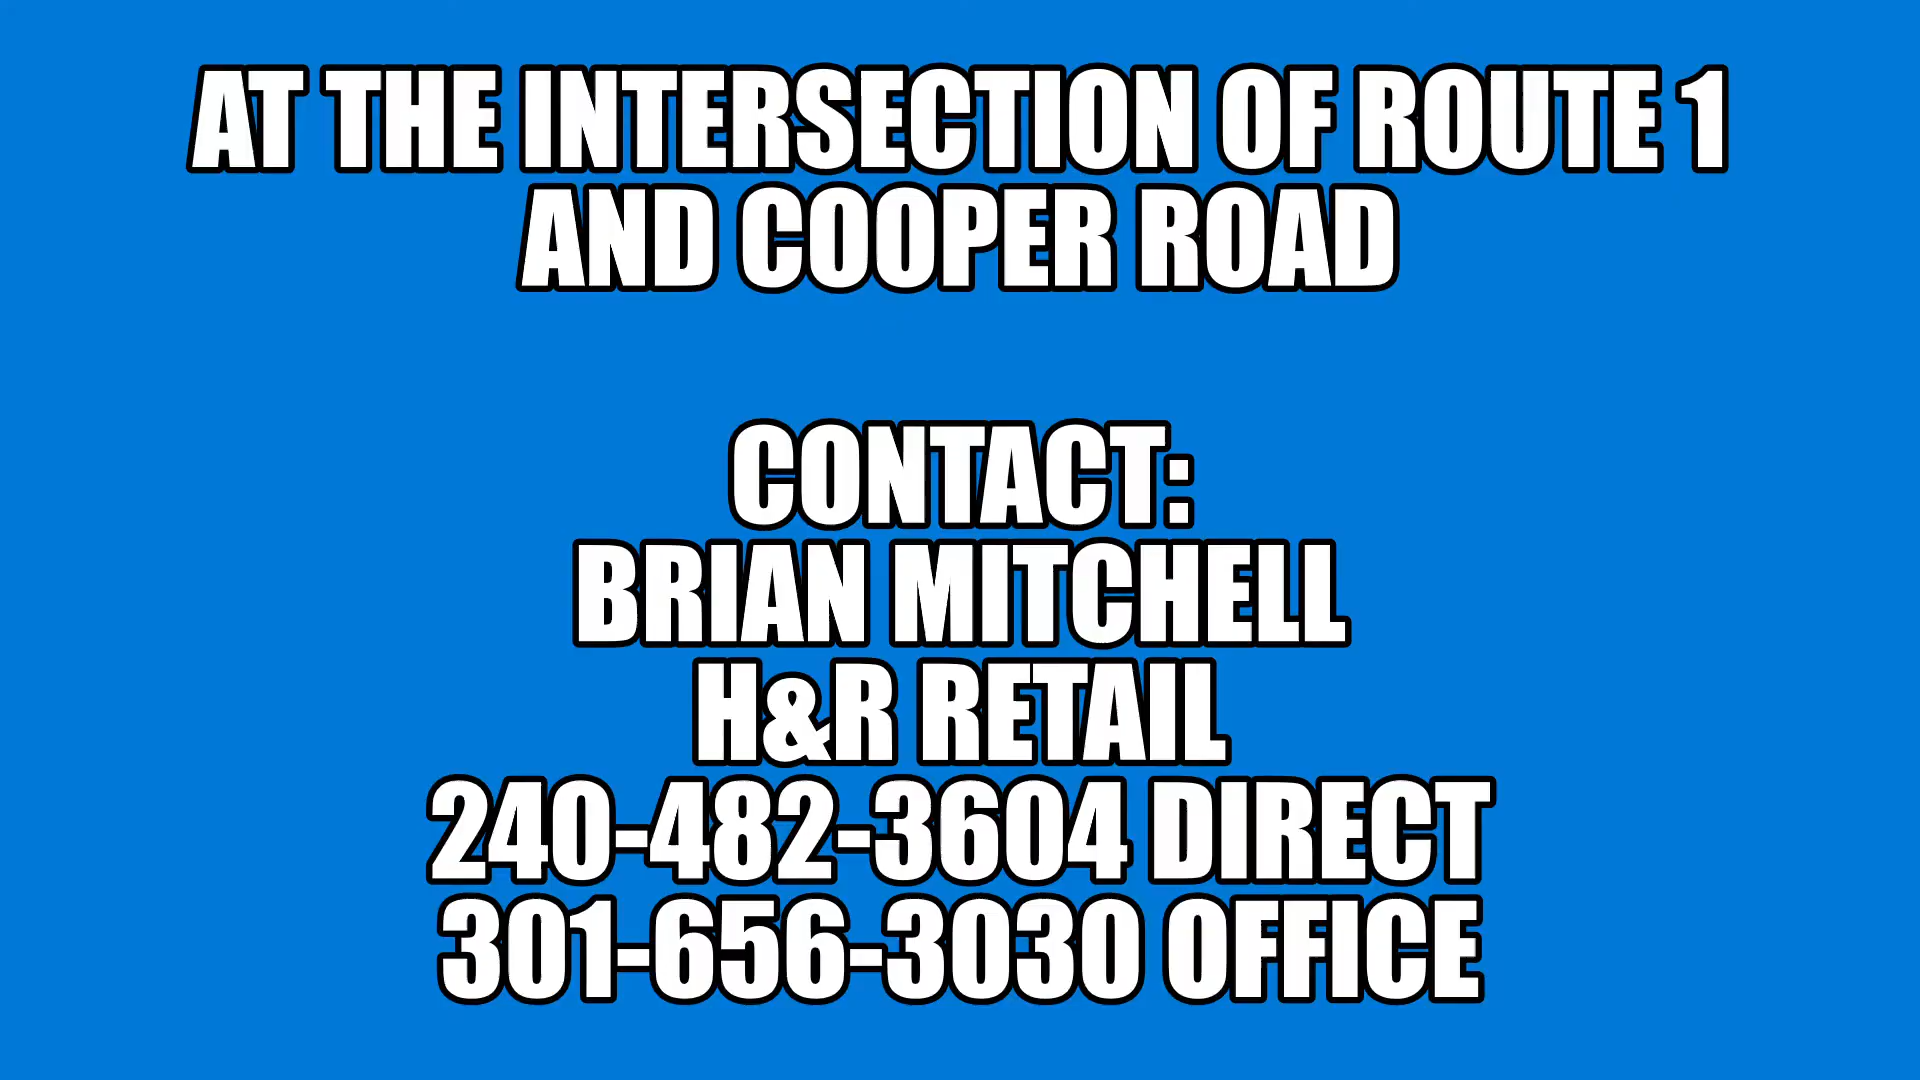 AT THE INTERSECTION OF ROUTE 1
AND COOPER ROAD
CONTACT:
BRIAN MITCHELL
H&R RETAIL
240-482-3604 DIRECT
301-656-3030 OFFICE